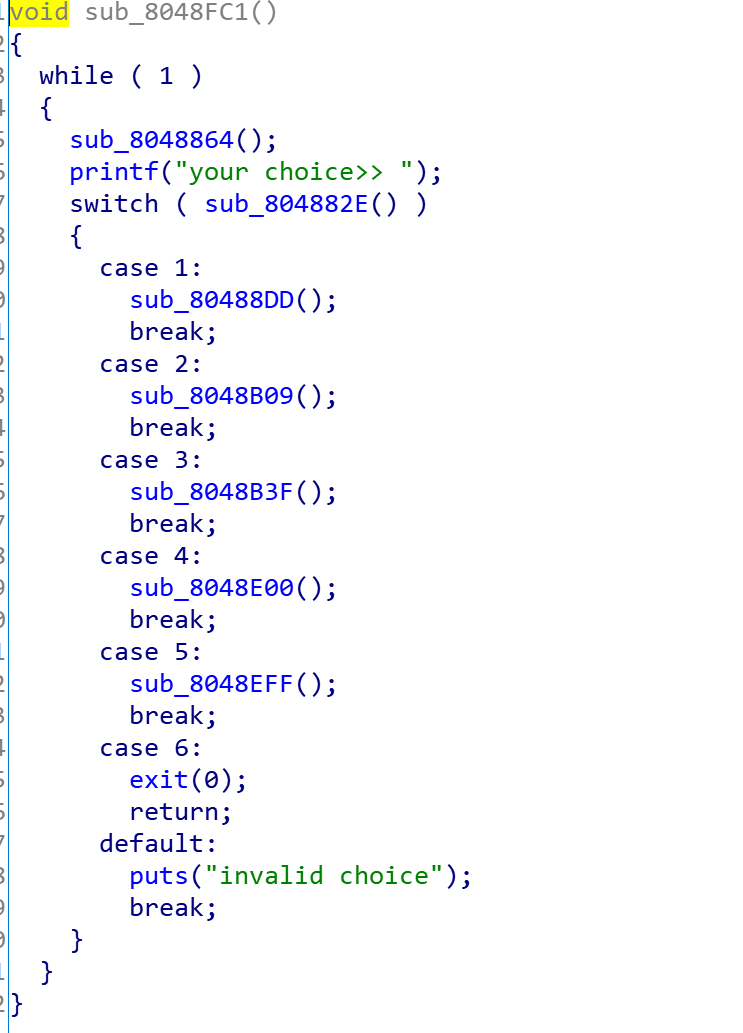 void sub_8048FC1()
{
  while ( 1 )
  {
    sub_8048864();
    printf("your choice>> ");
    switch ( sub_804882E() )
    {
      case 1:
        sub_80488DD();
        break;
      case 2:
        sub_8048B09();
        break;
      case 3:
        sub_8048B3F();
        break;
      case 4:
        sub_8048E00();
        break;
      case 5:
        sub_8048EFF();
        break;
      case 6:
        exit(0);
        return;
      default:
        puts("invalid choice");
        break;
    }
  }
}